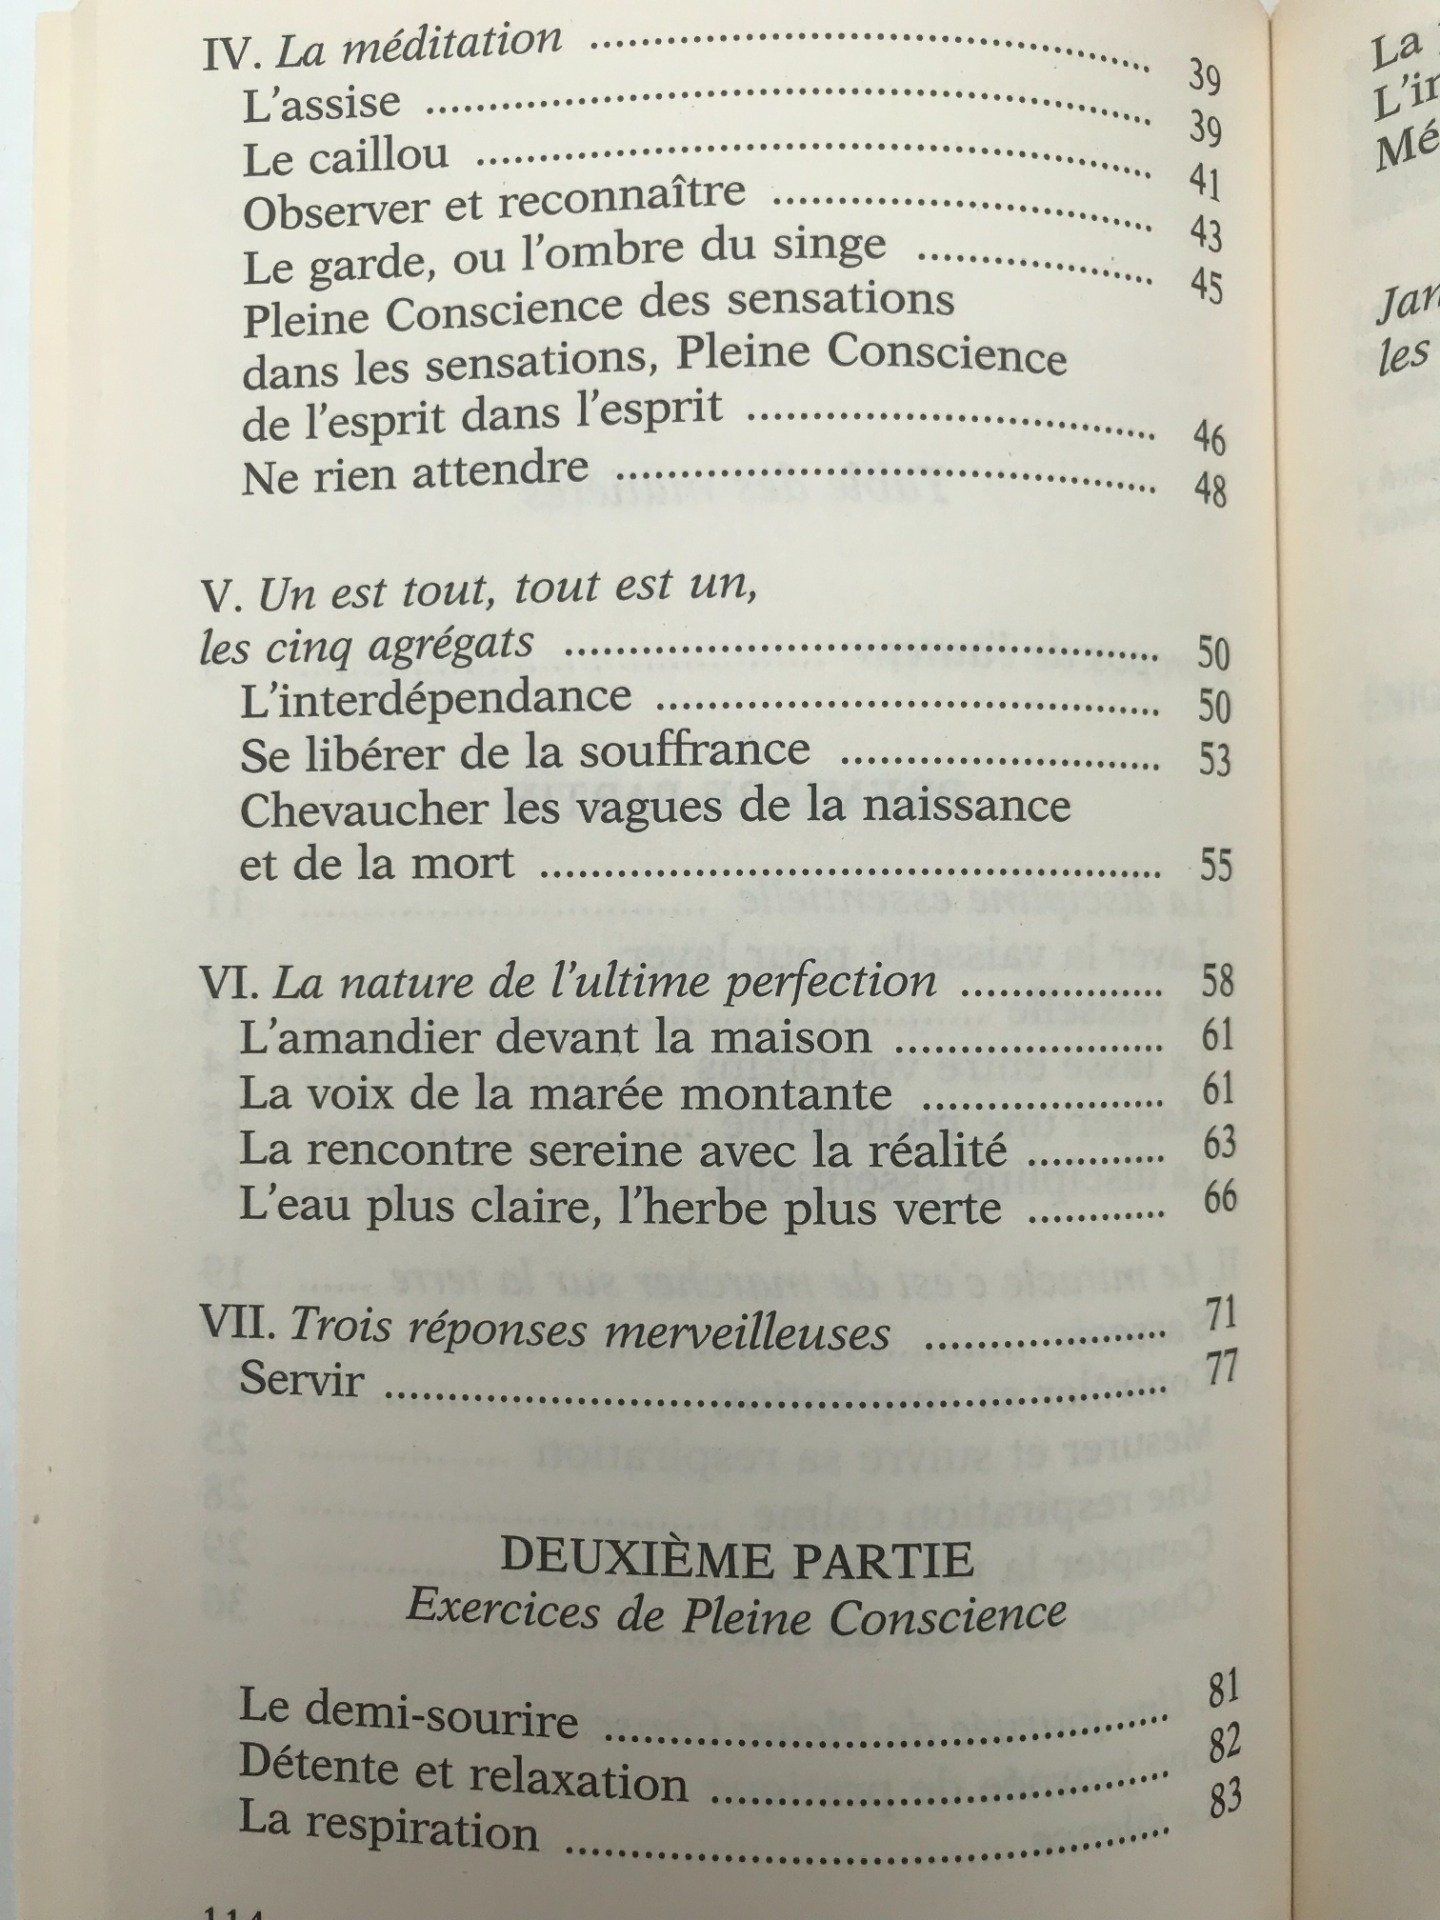 IV. La méditation .......... 39
L'assise .......... 39
Le caillou .......... 41
Observer et reconnaître .......... 43
Le garde, ou l'ombre du singe .......... 45
Pleine Conscience des sensations
dans les sensations, Pleine Conscience
de l'esprit dans l'esprit .......... 46
Ne rien attendre .......... 48
V. Un est tout, tout est un,
les cinq agrégats .......... 50
L'interdépendance .......... 50
Se libérer de la souffrance .......... 53
Chevaucher les vagues de la naissance
et de la mort .......... 55
VI. La nature de l'ultime perfection .......... 58
L'amandier devant la maison .......... 61
La voix de la marée montante .......... 61
La rencontre sereine avec la réalité .......... 63
L'eau plus claire, l'herbe plus verte .......... 66
VII. Trois réponses merveilleuses .......... 71
Servir .......... 77
DEUXIÈME PARTIE
Exercices de Pleine Conscience
Le demi-sourire .......... 81
Détente et relaxation .......... 82
La respiration .......... 83
114
La
les